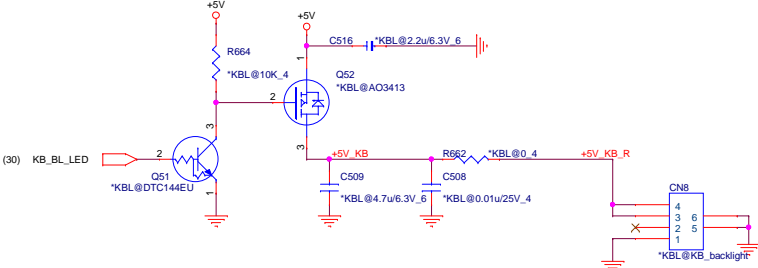 +5V
+5V
R664
*KBL@10K_4
C516
*KBL@2.2u/6.3V_6
1
Q52
*KBL@AO3413
2
3
3
(30) KB_BL_LED
2
Q51
*KBL@DTC144EU
1
+5V_KB
R662
*KBL@0_4
+5V_KB_R
C509
*KBL@4.7u/6.3V_6
C508
*KBL@0.01u/25V_4
CN8
4
3 6
2 5
1
*KBL@KB_backlight